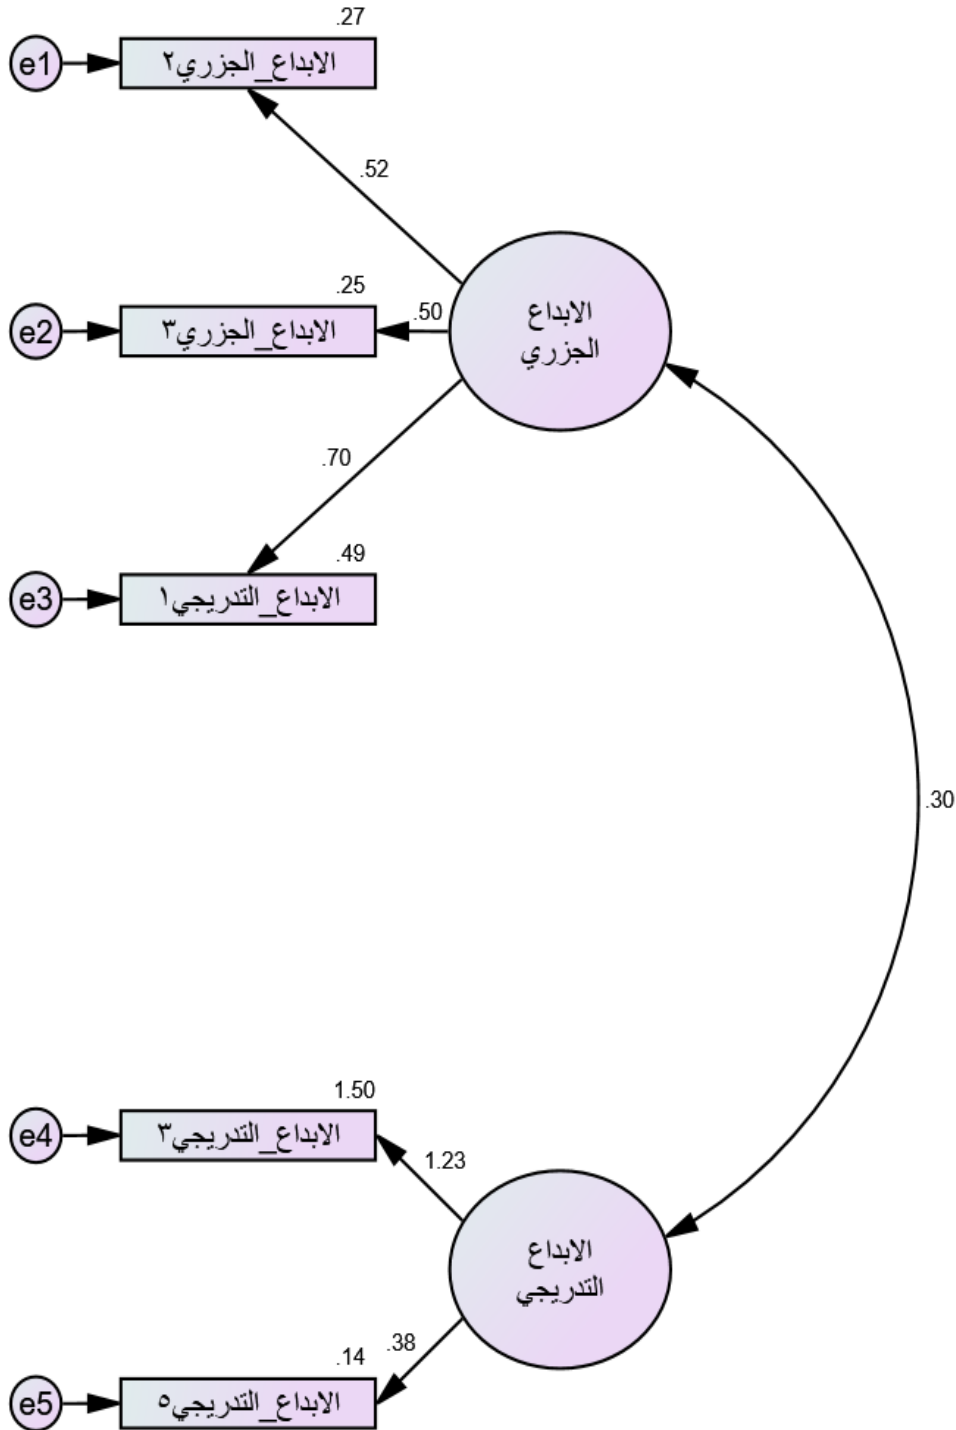 .27
e1
الابداع_الجزري٢
.52
.25
e2
الابداع_الجزري٣
.50
الابداع
الجزري
.70
.49
e3
الابداع_التدريجي١
.30
1.50
e4
الابداع_التدريجي٣
1.23
الابداع
التدريجي
.38
.14
e5
الابداع_التدريجي٥